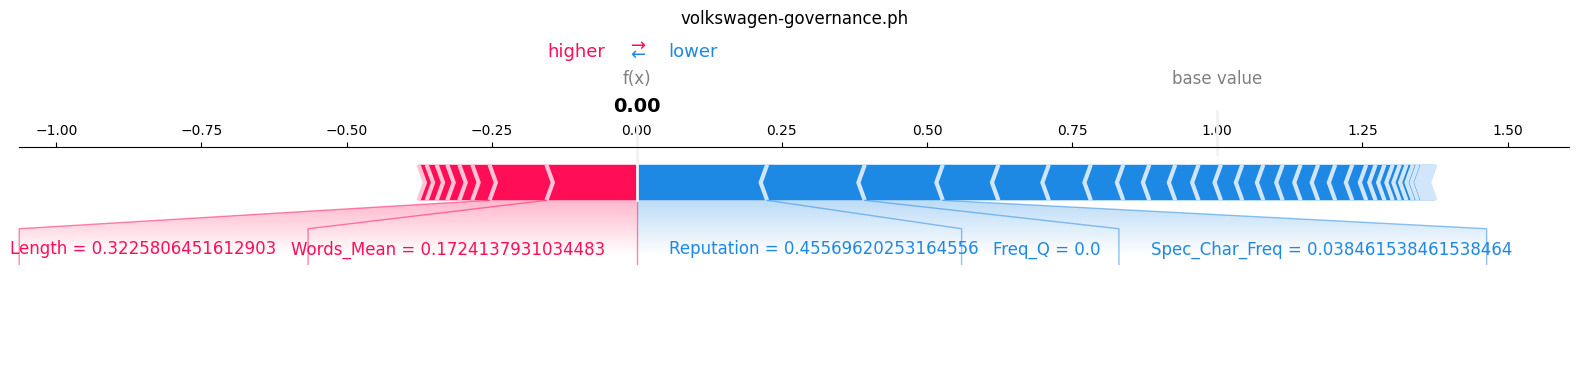 volkswagen-governance.ph
higher → ← lower
f(x) base value
0.00
−1.00 −0.75 −0.50 −0.25 0.00 0.25 0.50 0.75 1.00 1.25 1.50
Length = 0.3225806451612903 Words_Mean = 0.1724137931034483 Reputation = 0.45569620253164556 Freq_Q = 0.0 Spec_Char_Freq = 0.038461538461538464